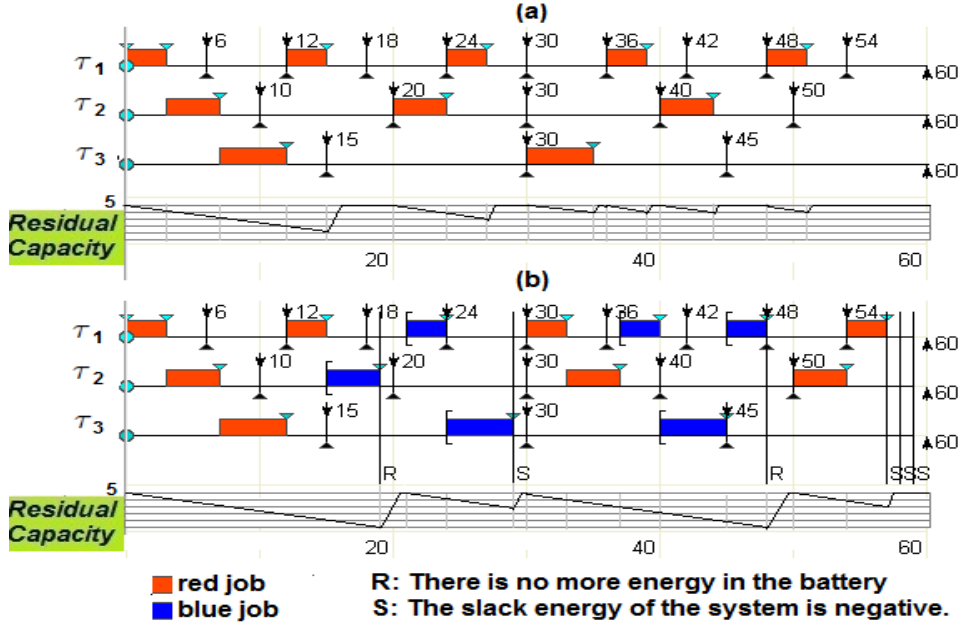 (a)
6 12 18 24 30 36 42 48 54
τ1 60
10 20 30 40 50
τ2 60
15 30 45
τ3 60
5
Residual
Capacity
20 40 60
(b)
6 12 18 24 30 36 42 48 54
τ1 60
10 20 30 40 50
τ2 60
15 30 45
τ3 60
R S R S S S
5
Residual
Capacity
20 40 60
red job R: There is no more energy in the battery
blue job S: The slack energy of the system is negative.